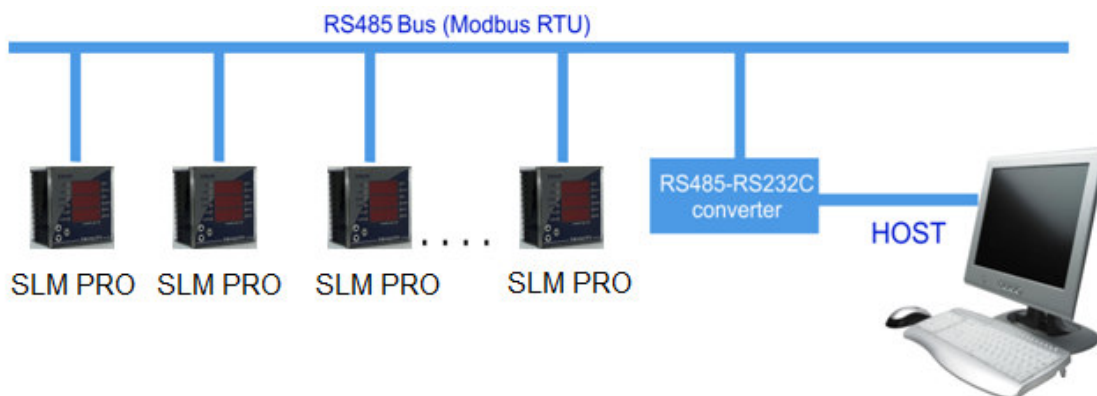 RS485 Bus (Modbus RTU)
RS485-RS232C
converter
HOST
SLM PRO
SLM PRO
SLM PRO
SLM PRO